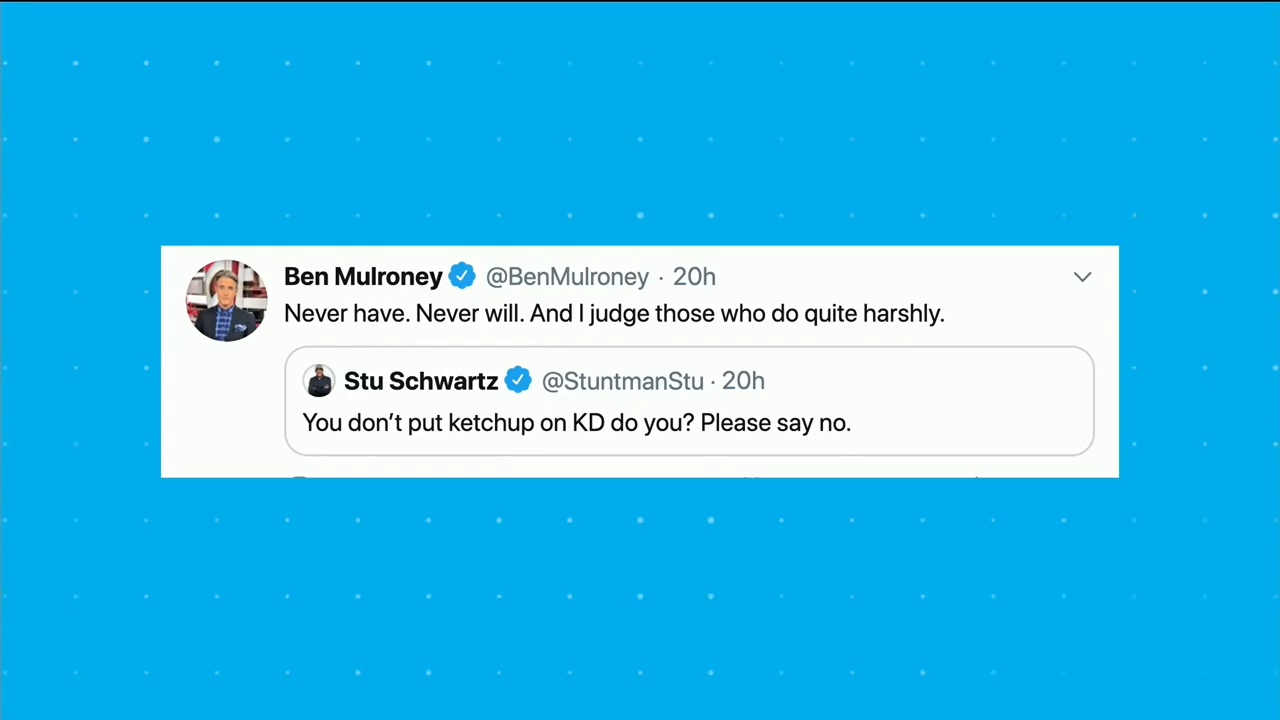 Ben Mulroney @BenMulroney · 20h
Never have. Never will. And I judge those who do quite harshly.
Stu Schwartz @StuntmanStu · 20h
You don’t put ketchup on KD do you? Please say no.